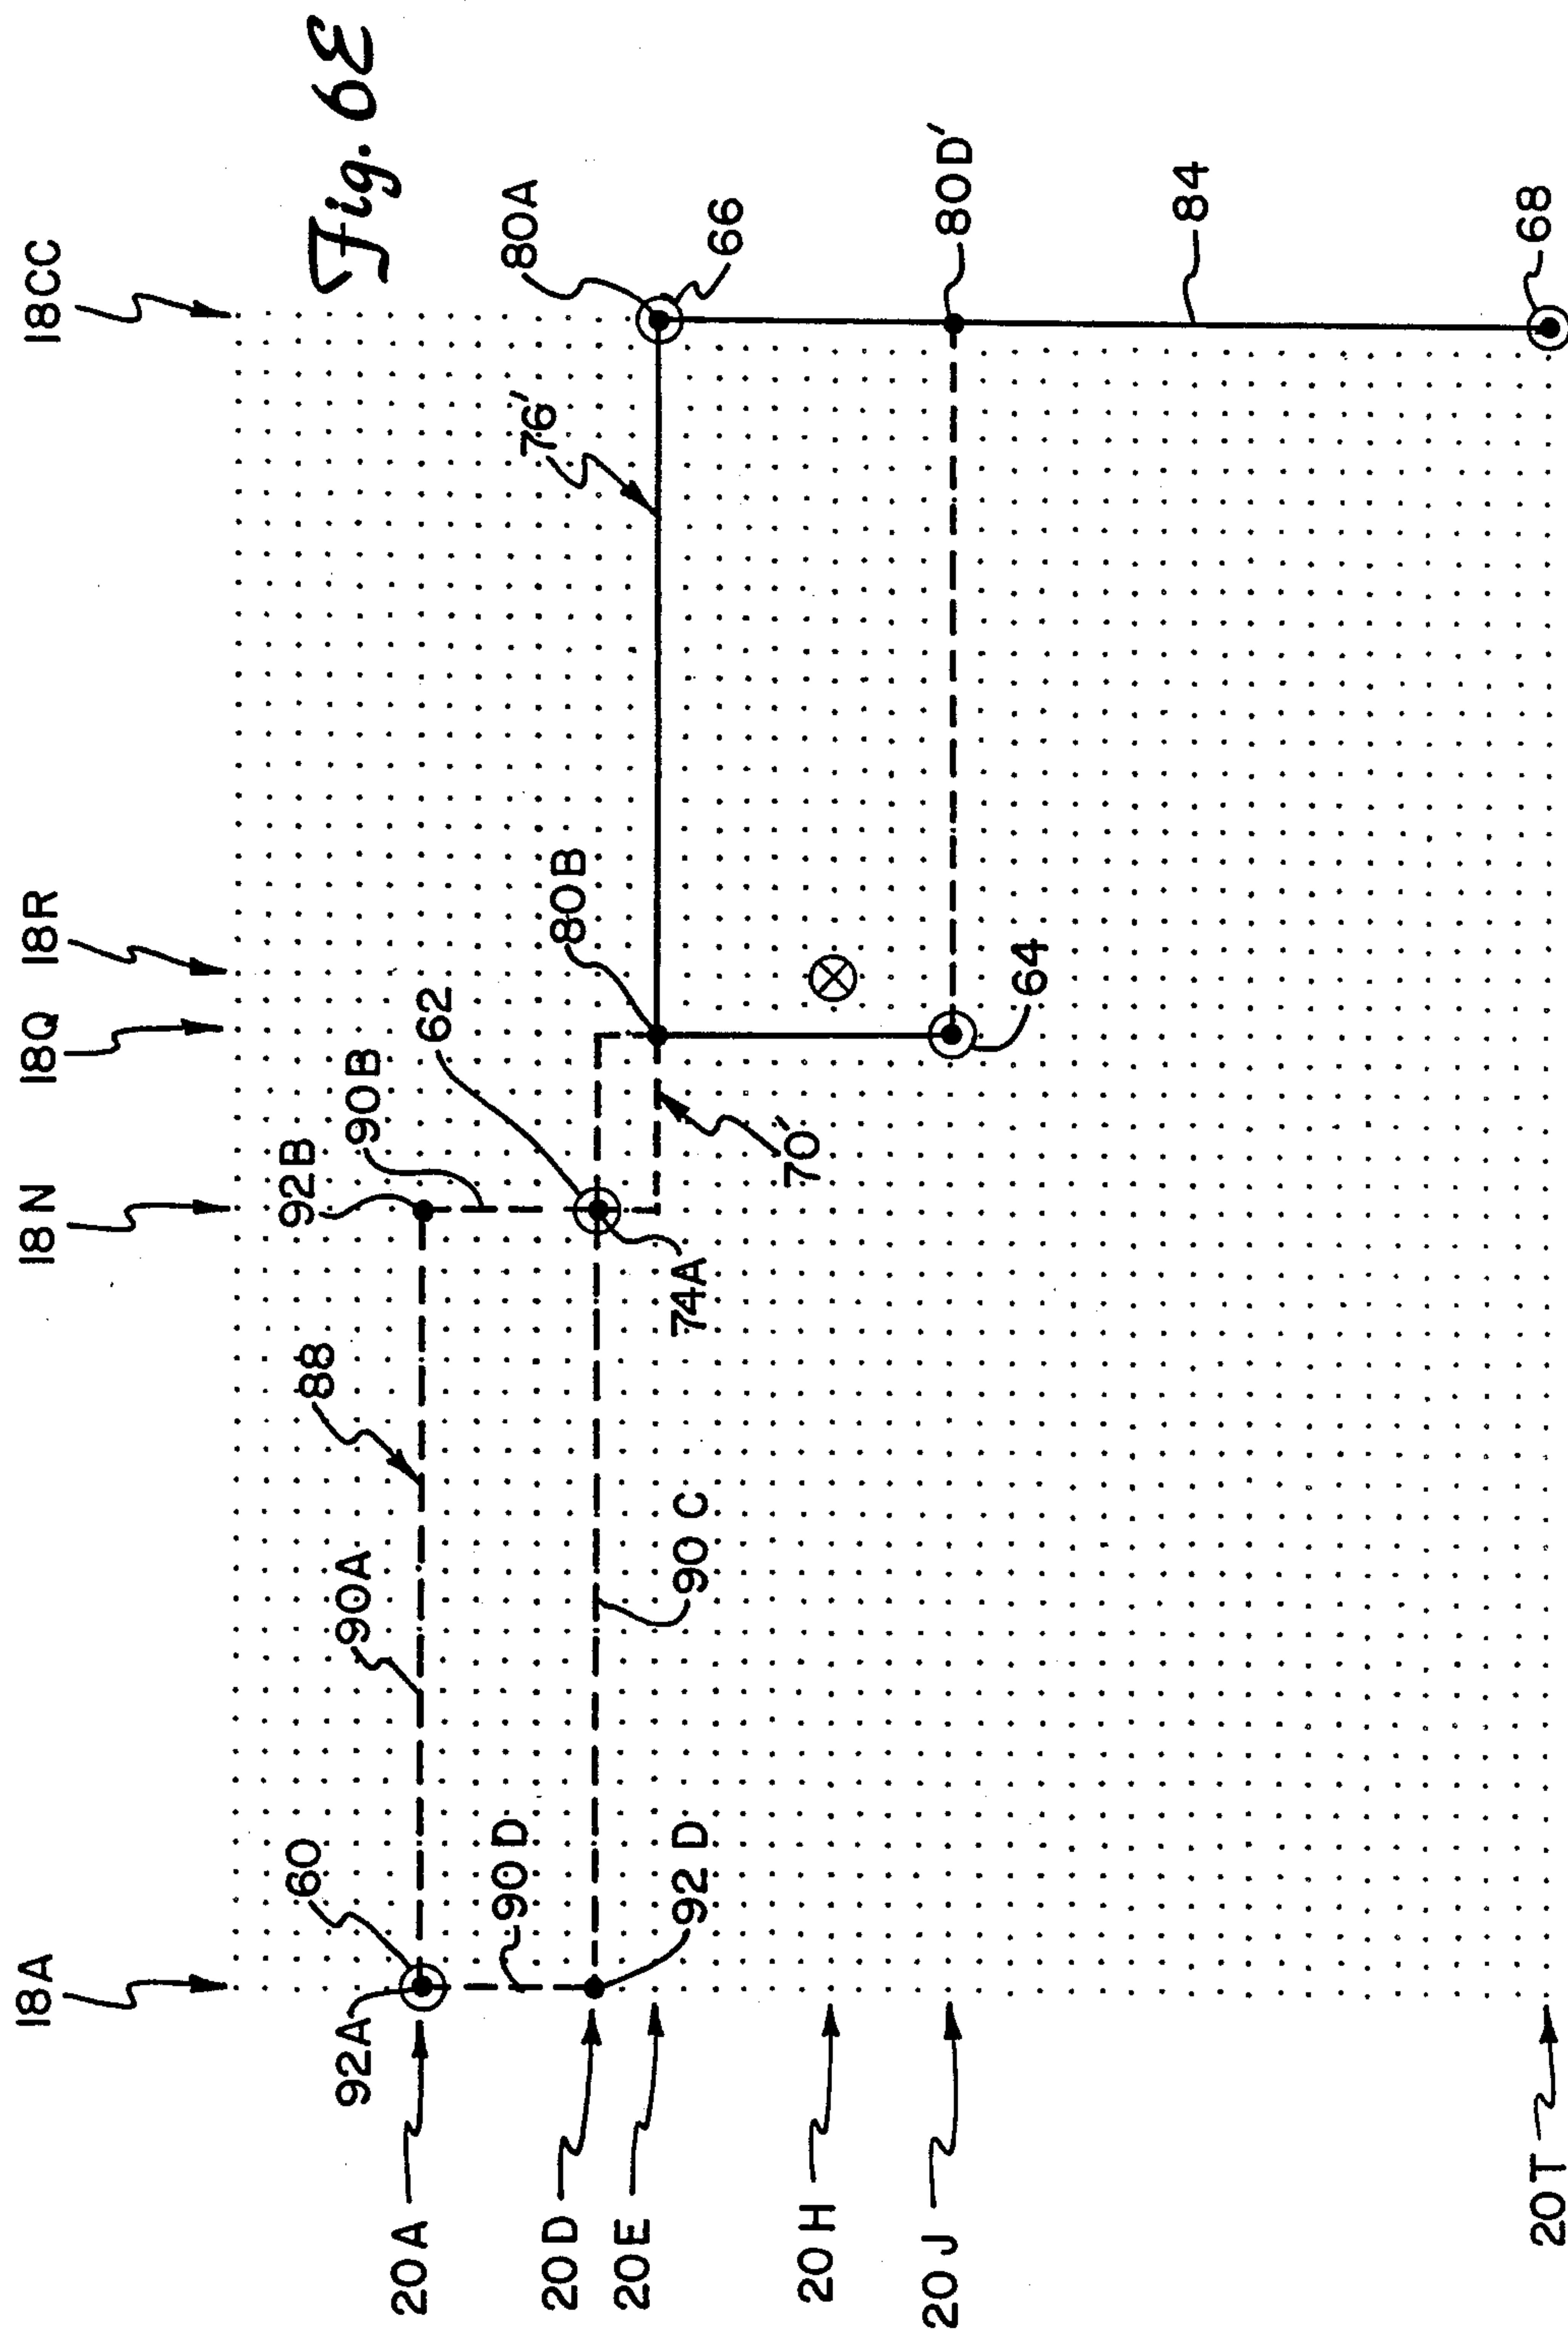 Fig. 6E
18A
18N
18Q
18R
18CC
92A
60
90A
88
92B
90B
62
80B
76'
80A
66
90D
92D
90C
74A
70'
64
80D'
84
68
20A
20D
20E
20H
20J
20T